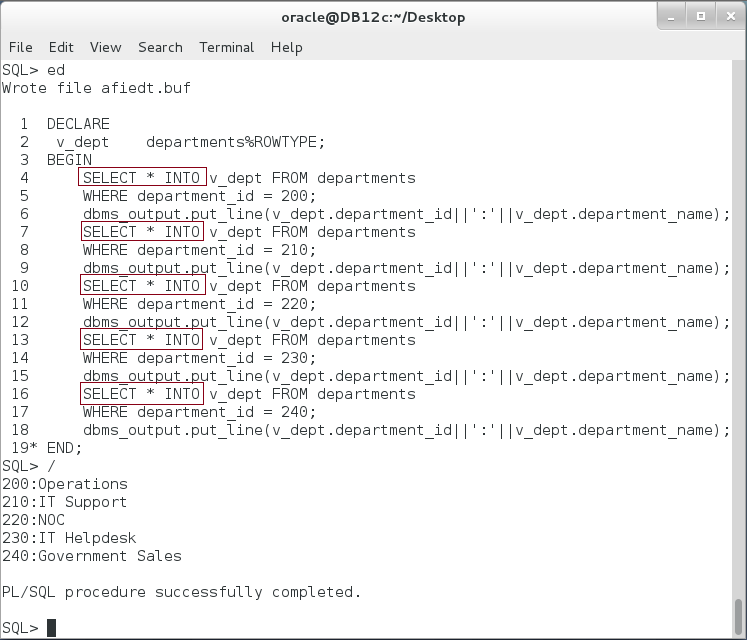 oracle@DB12c:~/Desktop
File Edit View Search Terminal Help
SQL> ed
Wrote file afiedt.buf
1 DECLARE
2 v_dept departments%ROWTYPE;
3 BEGIN
4 SELECT * INTO v_dept FROM departments
5 WHERE department_id = 200;
6 dbms_output.put_line(v_dept.department_id||':'||v_dept.department_name);
7 SELECT * INTO v_dept FROM departments
8 WHERE department_id = 210;
9 dbms_output.put_line(v_dept.department_id||':'||v_dept.department_name);
10 SELECT * INTO v_dept FROM departments
11 WHERE department_id = 220;
12 dbms_output.put_line(v_dept.department_id||':'||v_dept.department_name);
13 SELECT * INTO v_dept FROM departments
14 WHERE department_id = 230;
15 dbms_output.put_line(v_dept.department_id||':'||v_dept.department_name);
16 SELECT * INTO v_dept FROM departments
17 WHERE department_id = 240;
18 dbms_output.put_line(v_dept.department_id||':'||v_dept.department_name);
19* END;
SQL> /
200:Operations
210:IT Support
220:NOC
230:IT Helpdesk
240:Government Sales
PL/SQL procedure successfully completed.
SQL>